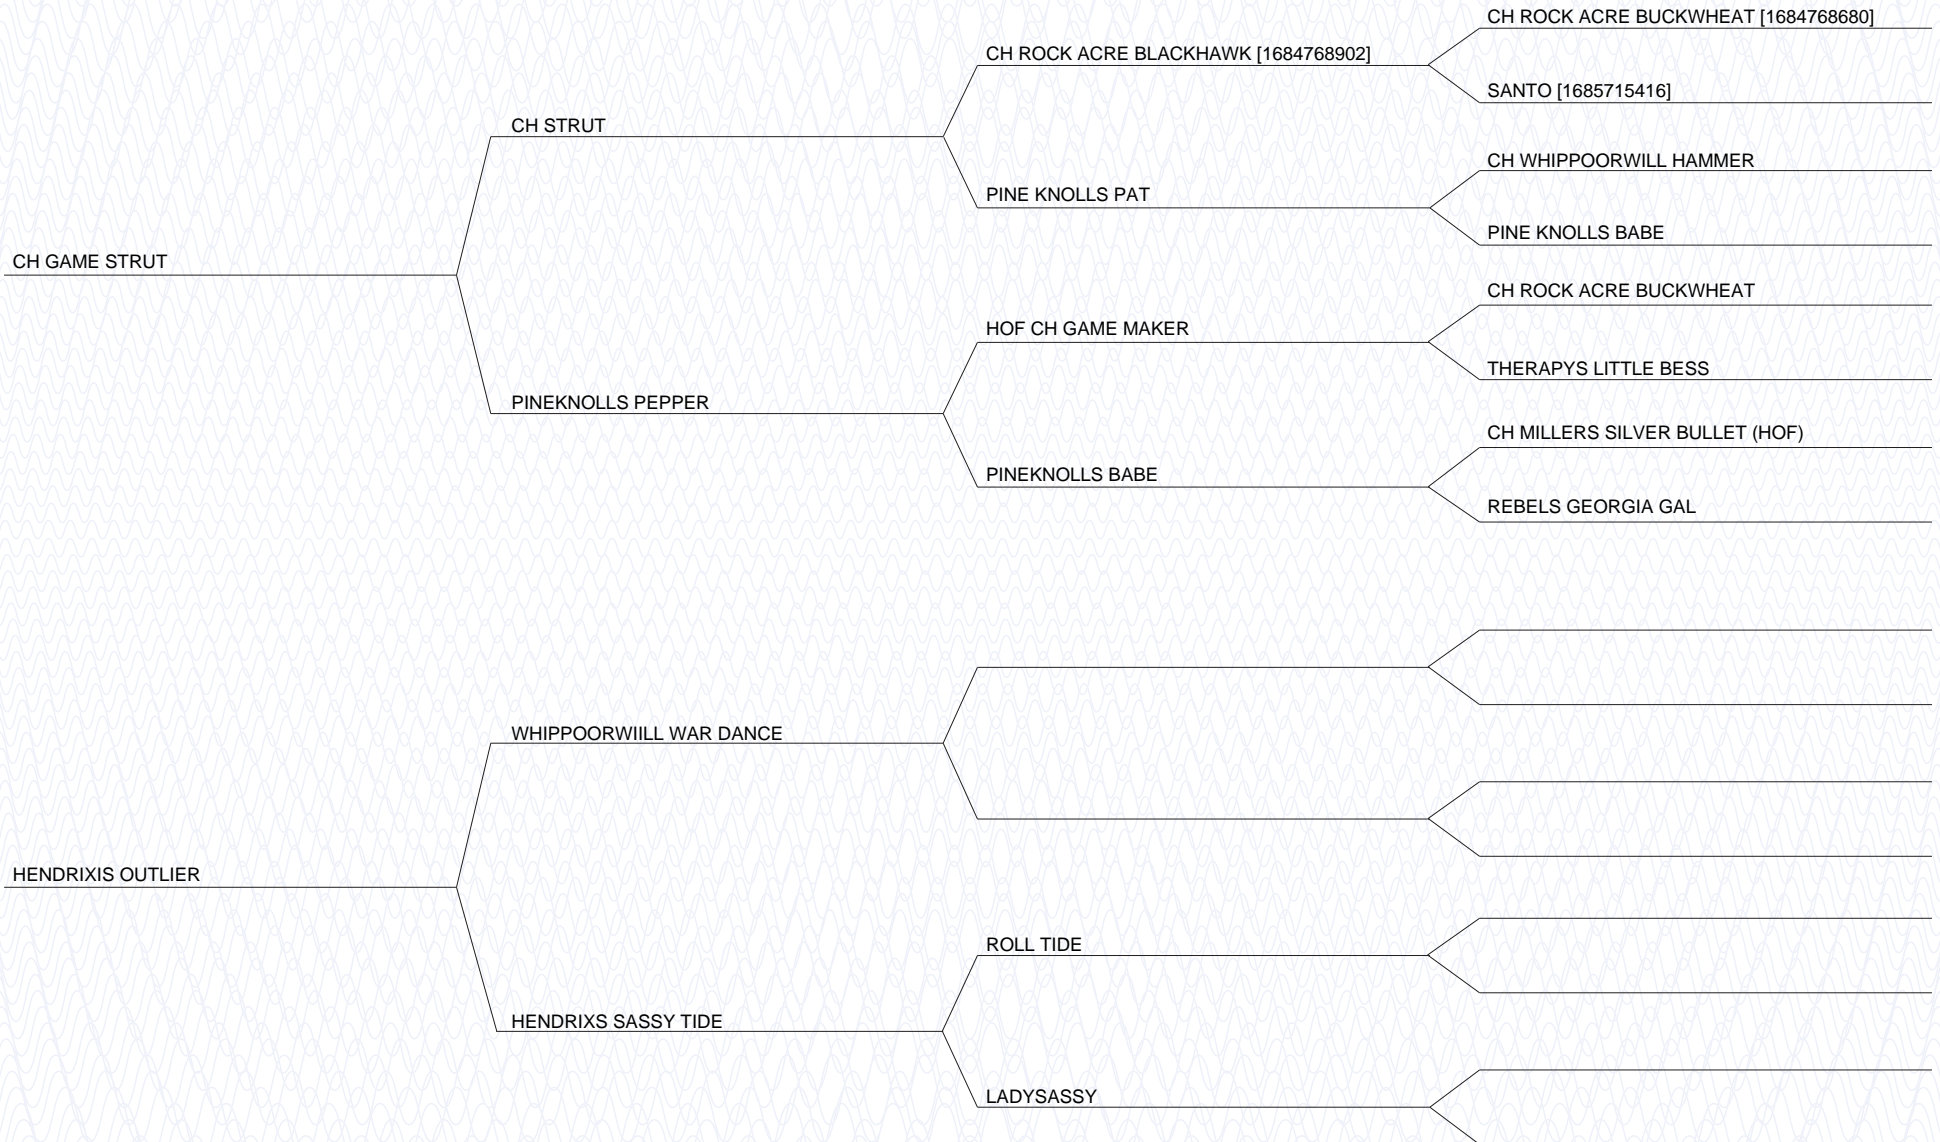 CH ROCK ACRE BUCKWHEAT [1684768680]
CH ROCK ACRE BLACKHAWK [1684768902]
SANTO [1685715416]
CH STRUT
CH WHIPPOORWILL HAMMER
PINE KNOLLS PAT
PINE KNOLLS BABE
CH GAME STRUT
CH ROCK ACRE BUCKWHEAT
HOF CH GAME MAKER
THERAPYS LITTLE BESS
PINEKNOLLS PEPPER
CH MILLERS SILVER BULLET (HOF)
PINEKNOLLS BABE
REBELS GEORGIA GAL
WHIPPOORWIILL WAR DANCE
HENDRIXIS OUTLIER
ROLL TIDE
HENDRIXS SASSY TIDE
LADYSASSY